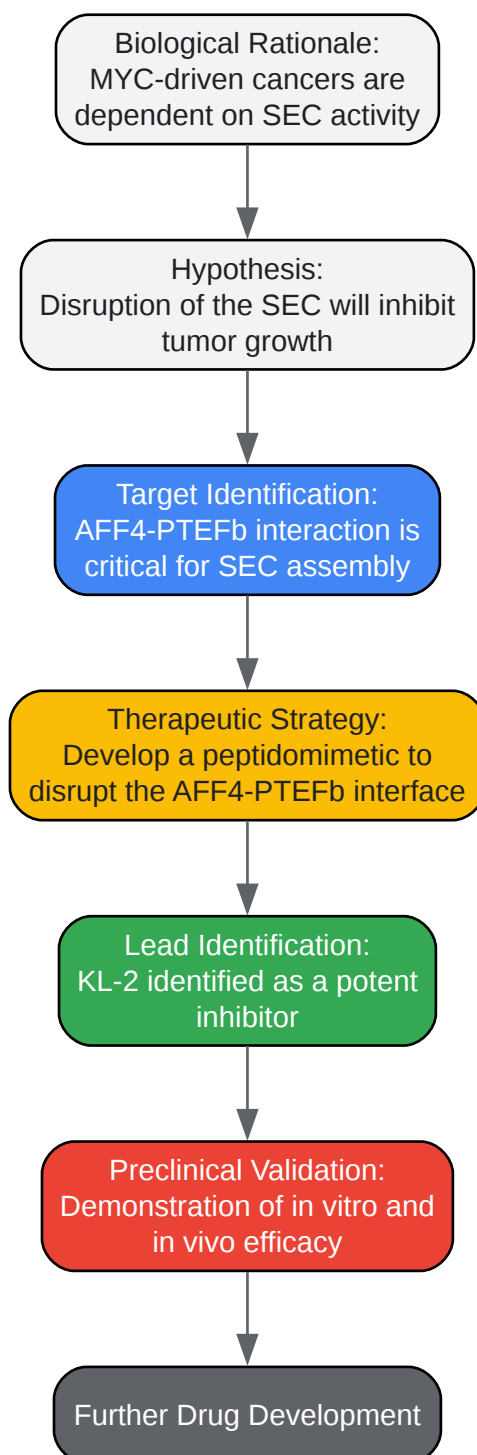 Biological Rationale:
MYC-driven cancers are
dependent on SEC activity
Hypothesis:
Disruption of the SEC will inhibit
tumor growth
Target Identification:
AFF4-PTEFb interaction is
critical for SEC assembly
Therapeutic Strategy:
Develop a peptidomimetic to
disrupt the AFF4-PTEFb interface
Lead Identification:
KL-2 identified as a potent
inhibitor
Preclinical Validation:
Demonstration of in vitro and
in vivo efficacy
Further Drug Development